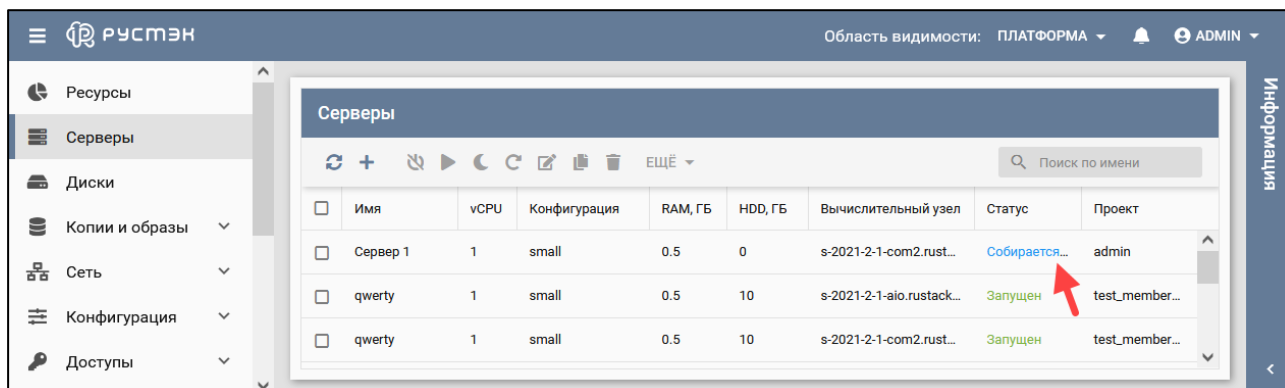 РУСТЭК
Область видимости: ПЛАТФОРМА
ADMIN
Ресурсы
Серверы
Диски
Копии и образы
Сеть
Конфигурация
Доступы
Серверы
ЕЩЁ
Поиск по имени
Имя vCPU Конфигурация RAM, ГБ HDD, ГБ Вычислительный узел Статус Проект
Сервер 1 1 small 0.5 0 s-2021-2-1-com2.rust... Собирается... admin
qwerty 1 small 0.5 10 s-2021-2-1-aio.rustack... Запущен test_member...
qwerty 1 small 0.5 10 s-2021-2-1-com2.rust... Запущен test_member...
Информация